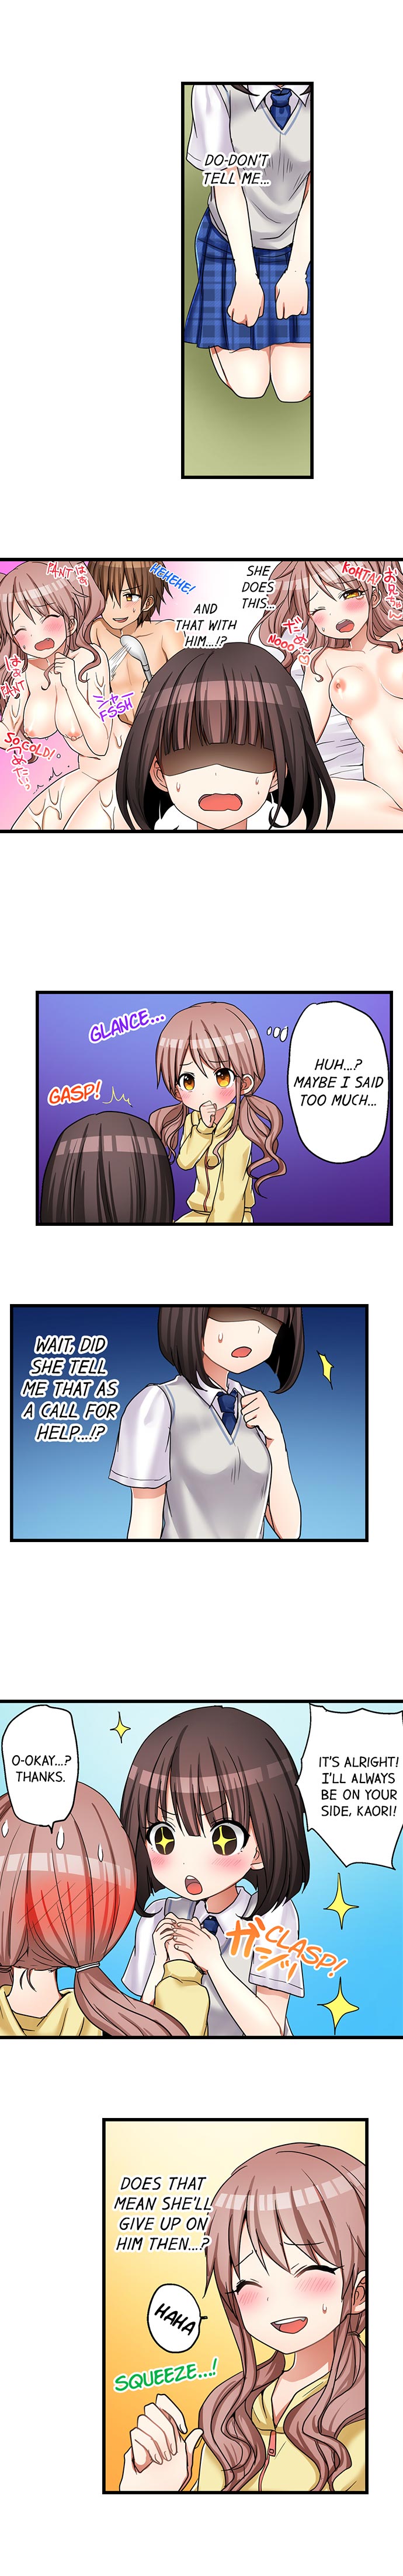 DO-DON'T
TELL ME...
SHE
DOES
THIS...
AND
THAT WITH
HIM...!?
HEHEHE!
KOHTA!
NOOO
PANT
PANT
SO COLD!
FSSH
GLANCE...
GASP!
HUH...?
MAYBE I SAID
TOO MUCH...
WAIT, DID
SHE TELL
ME THAT AS
A CALL FOR
HELP...!?
IT'S ALRIGHT!
I'LL ALWAYS
BE ON YOUR
SIDE, KAORI!
O-OKAY...?
THANKS.
CLASP!
DOES THAT
MEAN SHE'LL
GIVE UP ON
HIM THEN...?
HAHA
SQUEEZE...!